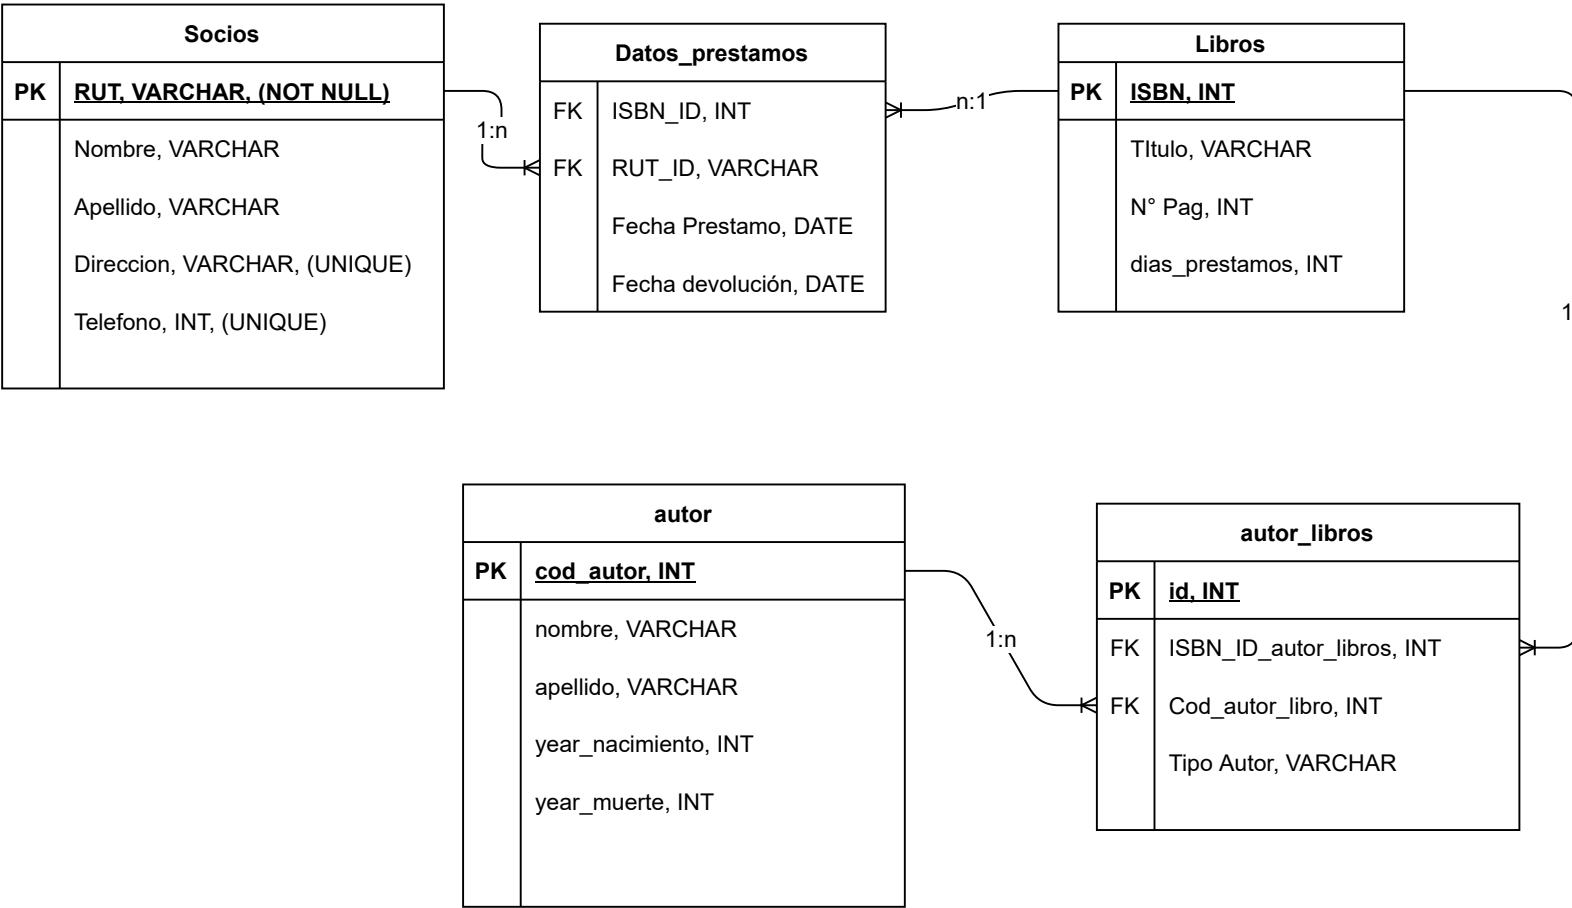 Socios
PK RUT, VARCHAR, (NOT NULL)
Nombre, VARCHAR
Apellido, VARCHAR
Direccion, VARCHAR, (UNIQUE)
Telefono, INT, (UNIQUE)
1:n
Datos_prestamos
FK ISBN_ID, INT
FK RUT_ID, VARCHAR
Fecha Prestamo, DATE
Fecha devolución, DATE
n:1
Libros
PK ISBN, INT
TItulo, VARCHAR
N° Pag, INT
dias_prestamos, INT
1
autor
PK cod_autor, INT
nombre, VARCHAR
apellido, VARCHAR
year_nacimiento, INT
year_muerte, INT
1:n
autor_libros
PK id, INT
FK ISBN_ID_autor_libros, INT
FK Cod_autor_libro, INT
Tipo Autor, VARCHAR